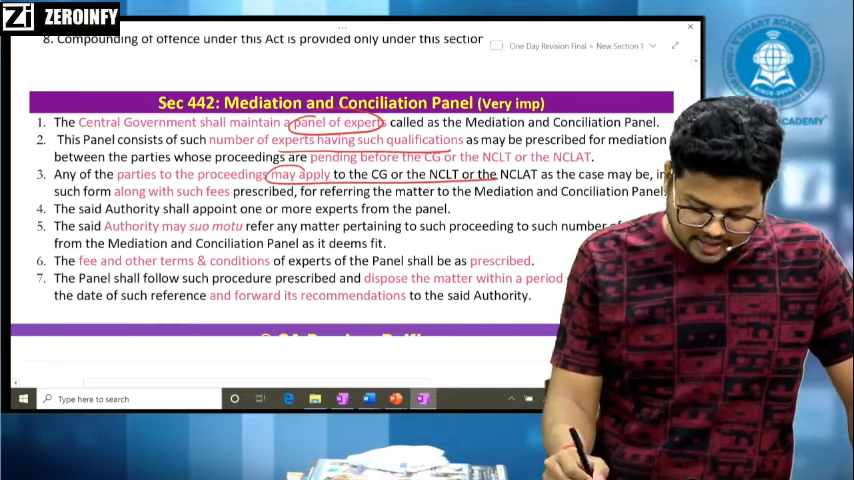 Zi ZEROINFY
8. Compounding of offence under this Act is provided only under this section
One Day Revision Final > New Section 1
V'SMART ACADEMY
Sec 442: Mediation and Conciliation Panel (Very imp)
1. The Central Government shall maintain a panel of experts called as the Mediation and Conciliation Panel.
2. This Panel consists of such number of experts having such qualifications as may be prescribed for mediation
between the parties whose proceedings are pending before the CG or the NCLT or the NCLAT.
3. Any of the parties to the proceedings may apply to the CG or the NCLT or the NCLAT as the case may be, in
such form along with such fees prescribed, for referring the matter to the Mediation and Conciliation Panel.
4. The said Authority shall appoint one or more experts from the panel.
5. The said Authority may suo motu refer any matter pertaining to such proceeding to such number of
from the Mediation and Conciliation Panel as it deems fit.
6. The fee and other terms & conditions of experts of the Panel shall be as prescribed.
7. The Panel shall follow such procedure prescribed and dispose the matter within a period
the date of such reference and forward its recommendations to the said Authority.
Type here to search